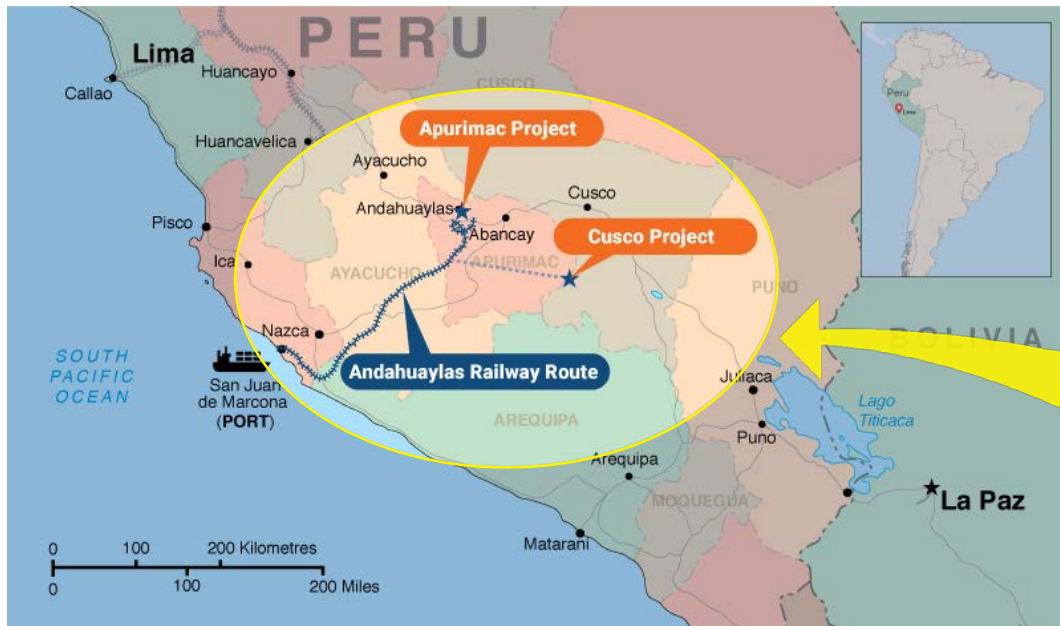 PERU
Lima
Callao
Huancayo
CUSCO
Huancavelica
Apurimac Project
Ayacucho
Cusco
Andahuaylas
Pisco
Abancay
Cusco Project
Ica
AYACUCHO
APURIMAC
PUNO
Nazca
BOLIVIA
SOUTH
PACIFIC
OCEAN
San Juan
de Marcona
(PORT)
Andahuaylas Railway Route
Juliaca
Lago
Titicaca
AREQUIPA
Puno
Arequipa
MOQUEGUA
La Paz
Matarani
0 100 200 Kilometres
0 100 200 Miles
Peru
Lima